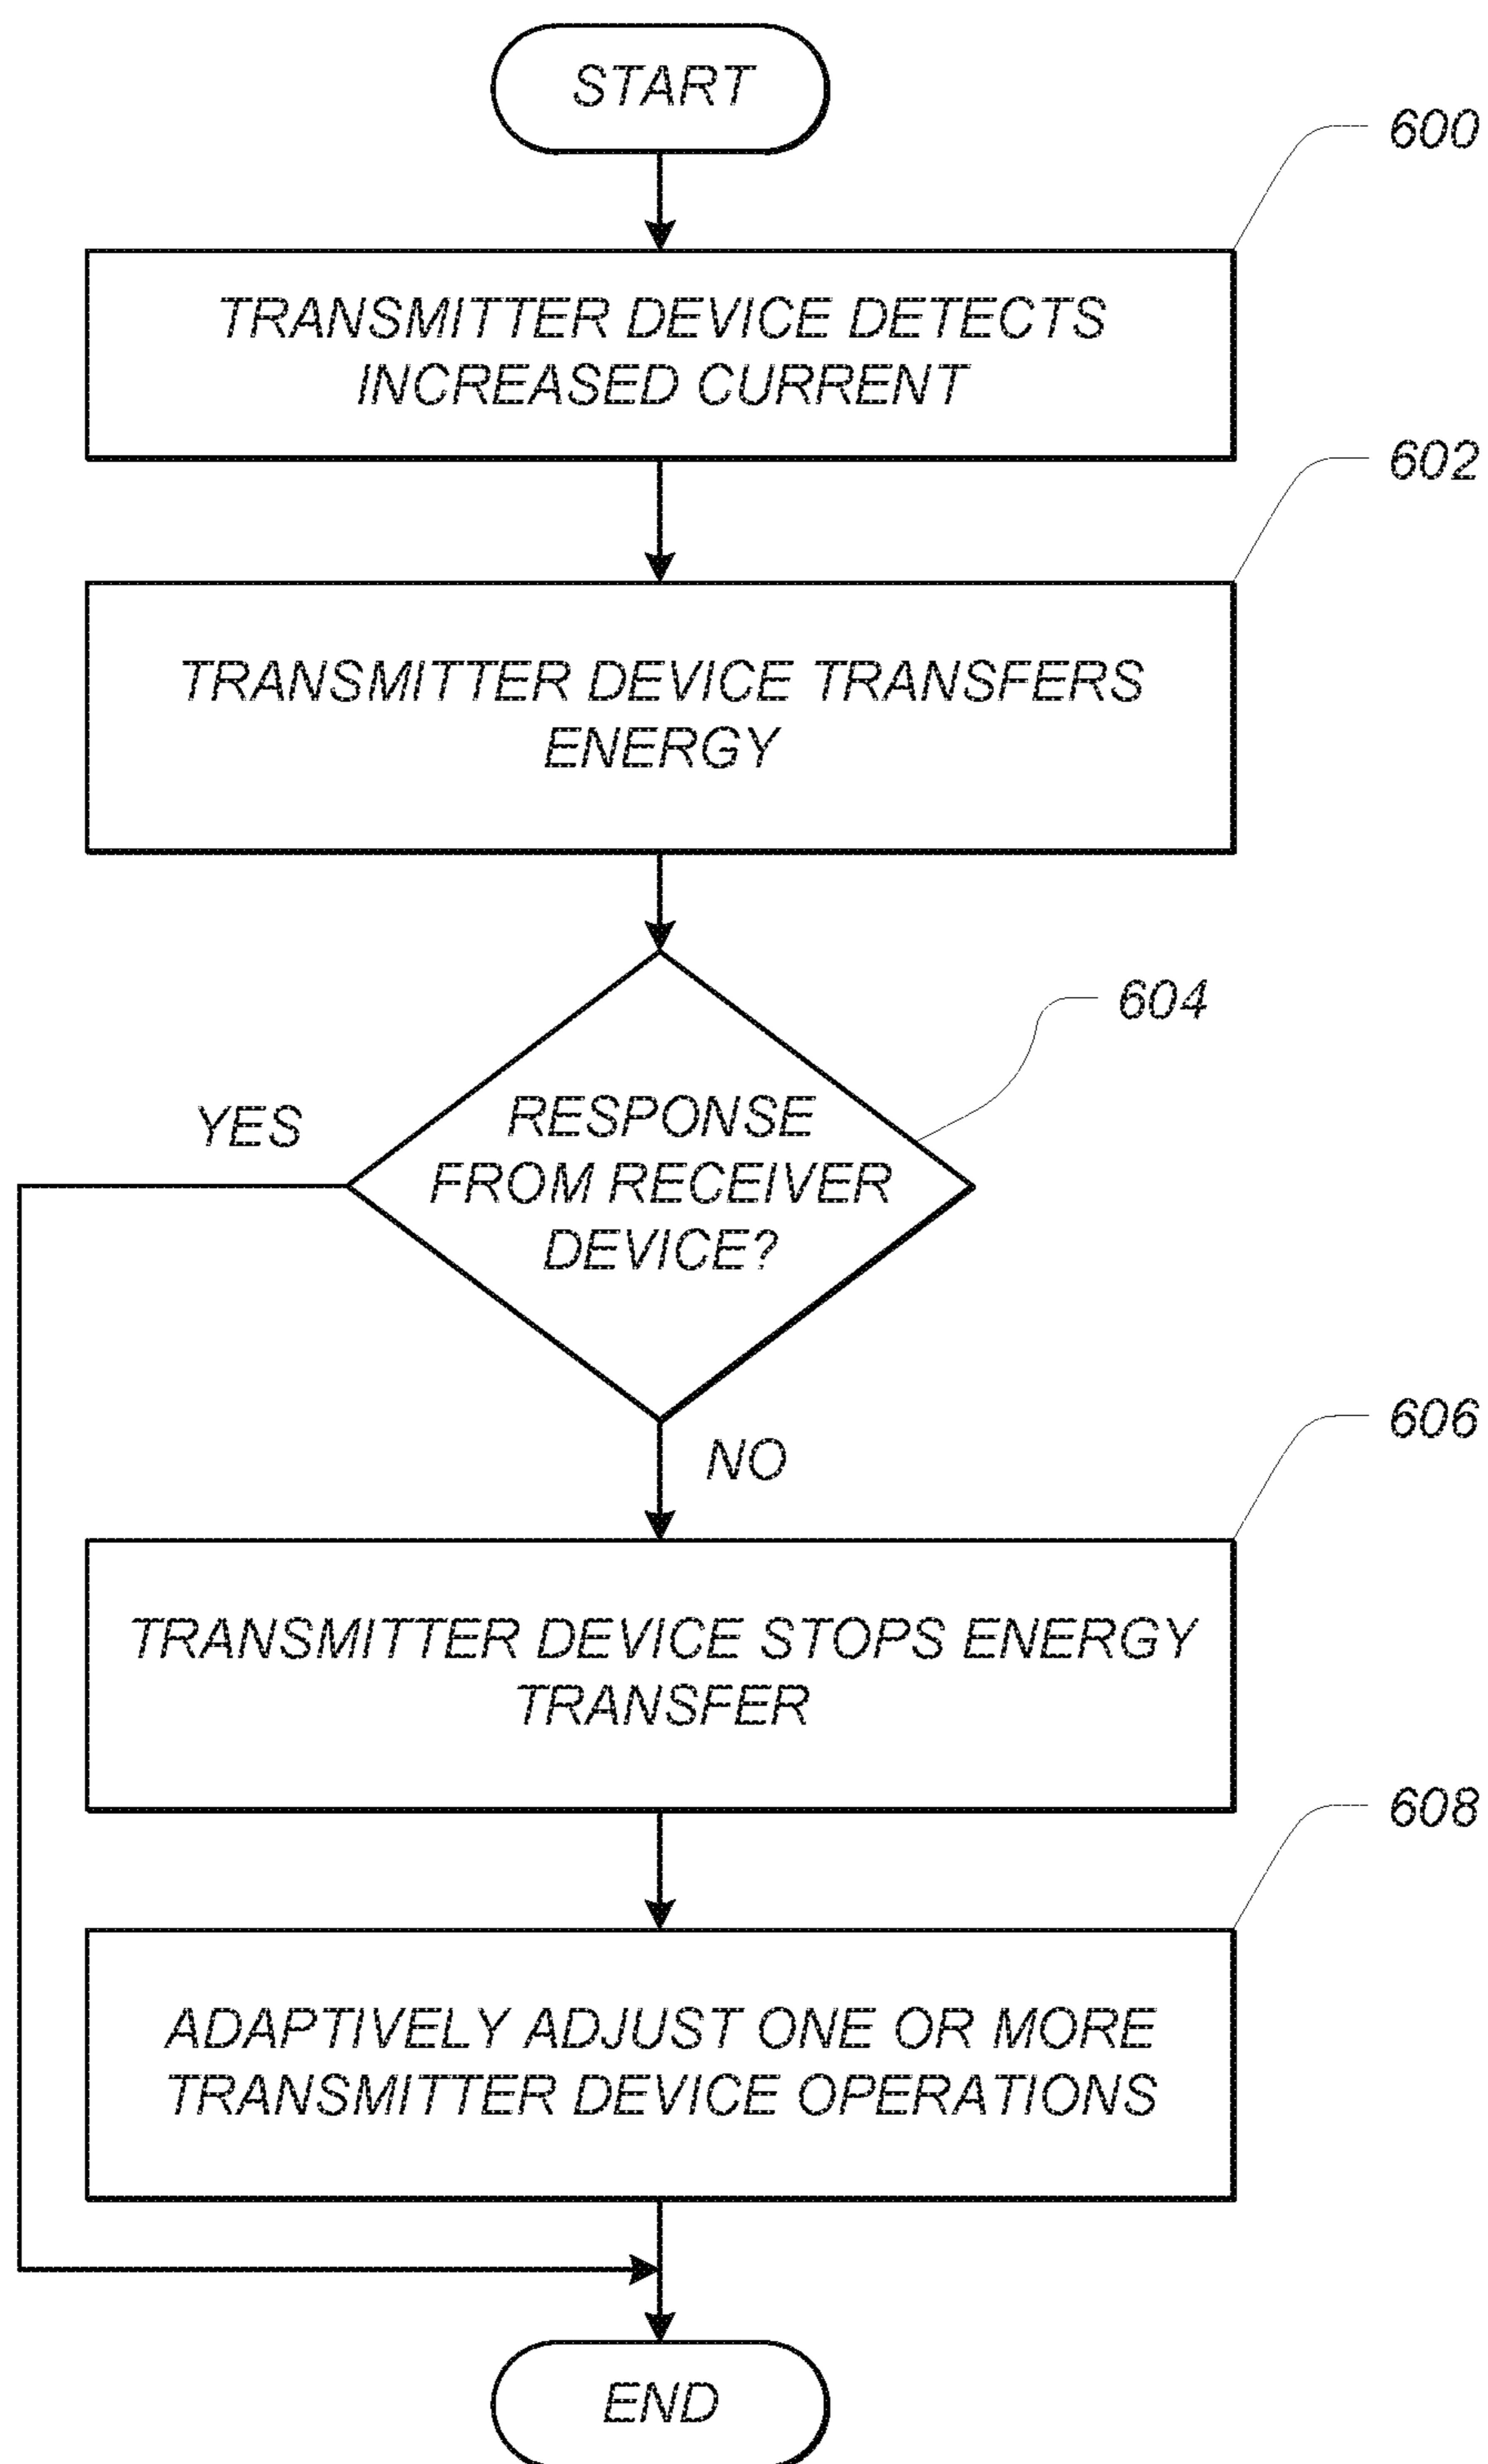 START
600
TRANSMITTER DEVICE DETECTS
INCREASED CURRENT
602
TRANSMITTER DEVICE TRANSFERS
ENERGY
604
YES
RESPONSE
FROM RECEIVER
DEVICE?
NO
606
TRANSMITTER DEVICE STOPS ENERGY
TRANSFER
608
ADAPTIVELY ADJUST ONE OR MORE
TRANSMITTER DEVICE OPERATIONS
END